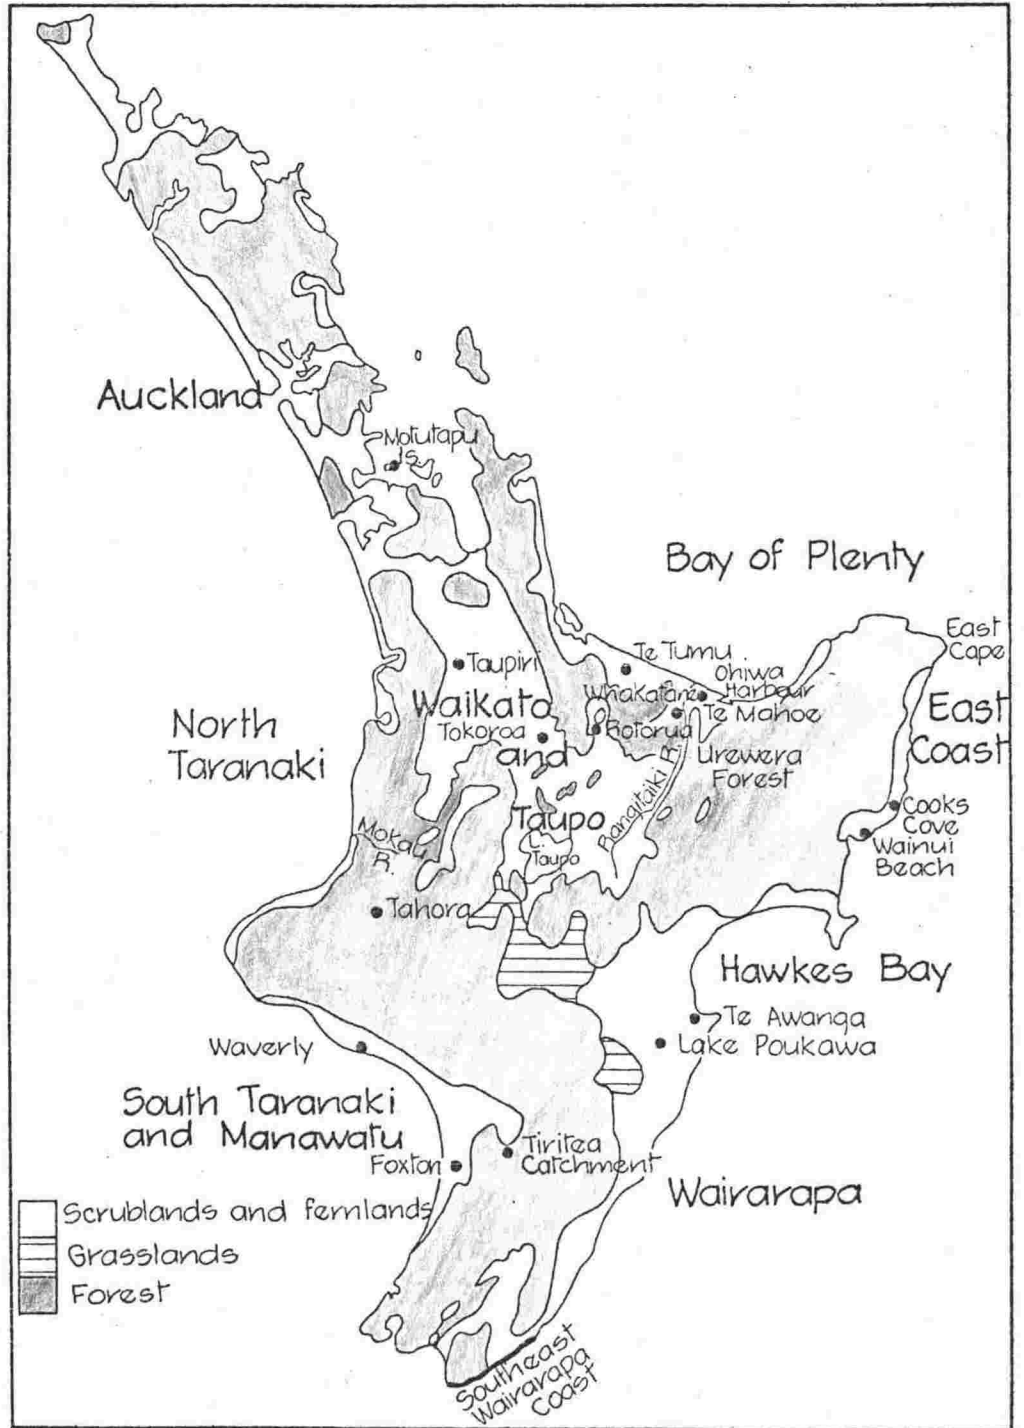 Auckland
Motutapu
Is.
Bay of Plenty
East
Cape
Te Tumu
Ohiwa
Harbour
Taupiri
Whakatane
Te Mahoe
Waikato
and
Taupo
Tokoroa
Rotorua
East
Coast
North
Taranaki
Urewera
Forest
Rangitaiki R.
L.
Taupo
Mokau
R.
Cooks
Cove
Wainui
Beach
Tahora
Hawkes Bay
Te Awanga
Lake Poukawa
Waverly
South Taranaki
and Manawatu
Foxton
Tiritea
Catchment
Wairarapa
Scrublands and fernlands
Grasslands
Forest
Southeast
Wairarapa
Coast